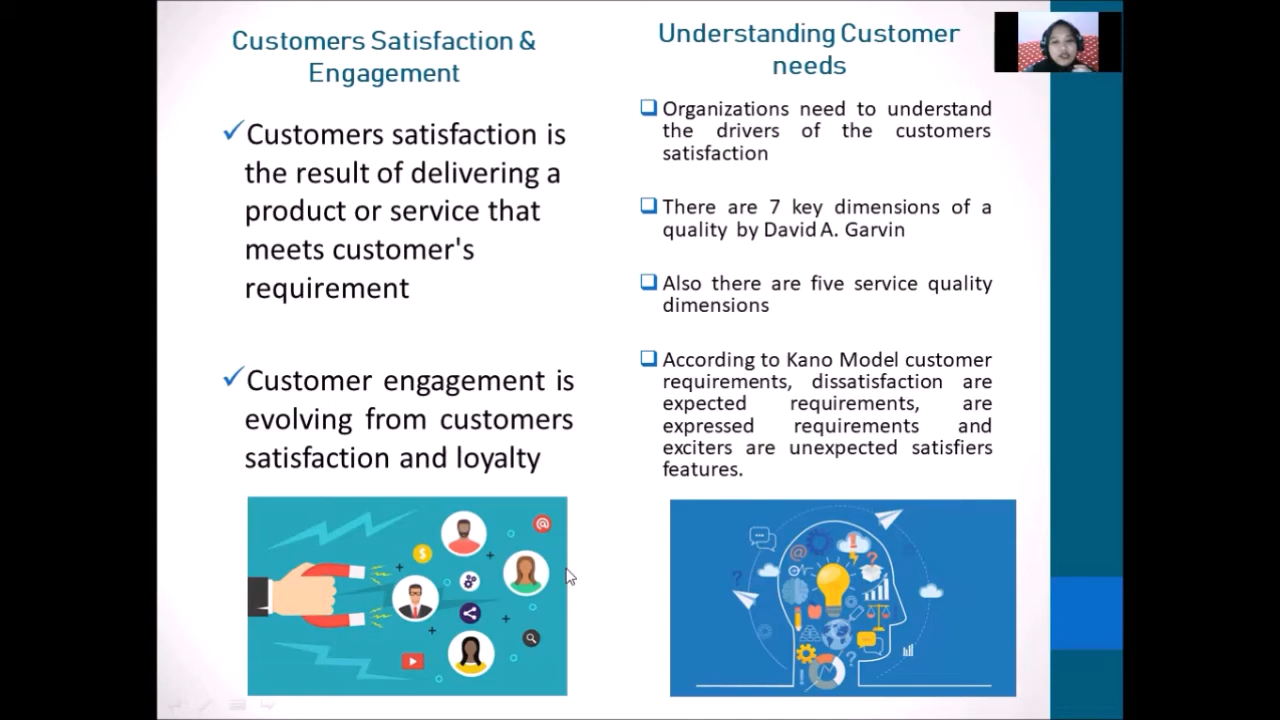 Customers Satisfaction &
Engagement
Customers satisfaction is
the result of delivering a
product or service that
meets customer's
requirement
Customer engagement is
evolving from customers
satisfaction and loyalty
Understanding Customer
needs
Organizations need to understand
the drivers of the customers
satisfaction
There are 7 key dimensions of a
quality by David A. Garvin
Also there are five service quality
dimensions
According to Kano Model customer
requirements, dissatisfaction are
expected requirements, are
expressed requirements and
exciters are unexpected satisfiers
features.